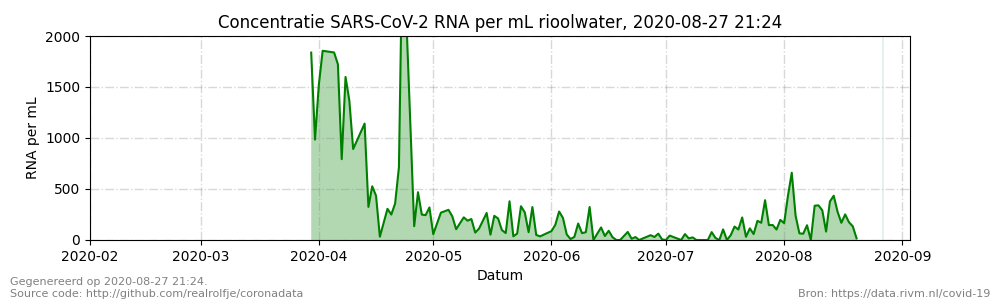 Concentratie SARS-CoV-2 RNA per mL rioolwater, 2020-08-27 21:24
2000
1500
1000
500
0
RNA per mL
2020-02 2020-03 2020-04 2020-05 2020-06 2020-07 2020-08 2020-09
Datum
Gegenereerd op 2020-08-27 21:24.
Source code: http://github.com/realrolfje/coronadata
Bron: https://data.rivm.nl/covid-19